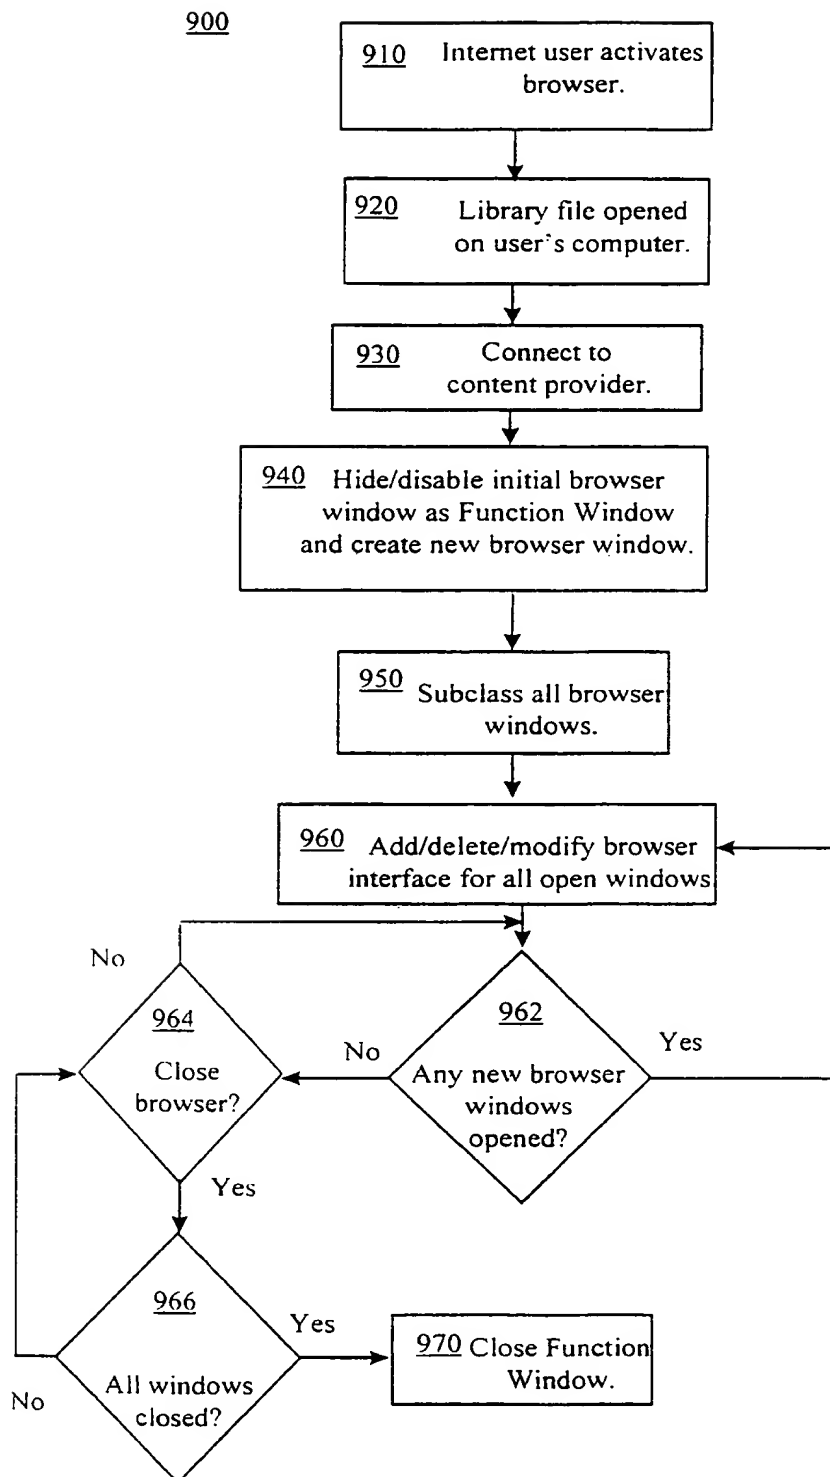 900
910 Internet user activates
browser.
920 Library file opened
on user's computer.
930 Connect to
content provider.
940 Hide/disable initial browser
window as Function Window
and create new browser window.
950 Subclass all browser
windows.
960 Add/delete/modify browser
interface for all open windows
No
964
Close
browser?
No
962
Any new browser
windows
opened?
Yes
Yes
966
All windows
closed?
No
Yes
970 Close Function
Window.